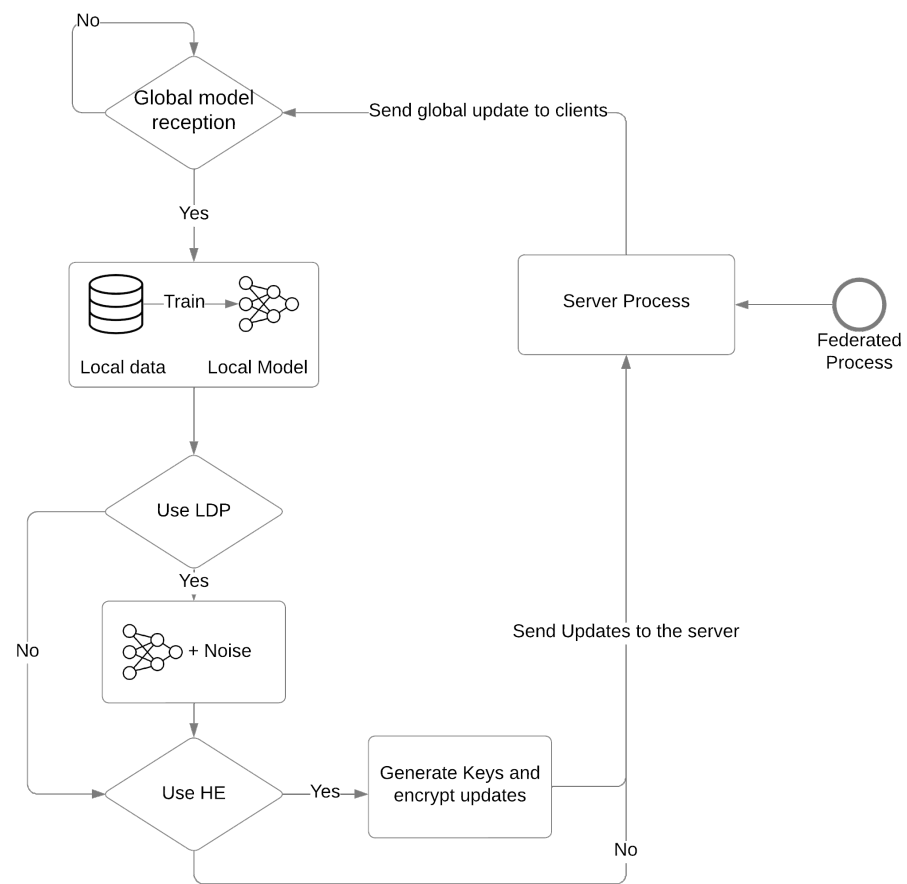 No
Global model
reception
Send global update to clients
Yes
Train
Local data
Local Model
Server Process
Federated
Process
Use LDP
Yes
No
+ Noise
Send Updates to the server
Use HE
Yes
Generate Keys and
encrypt updates
No